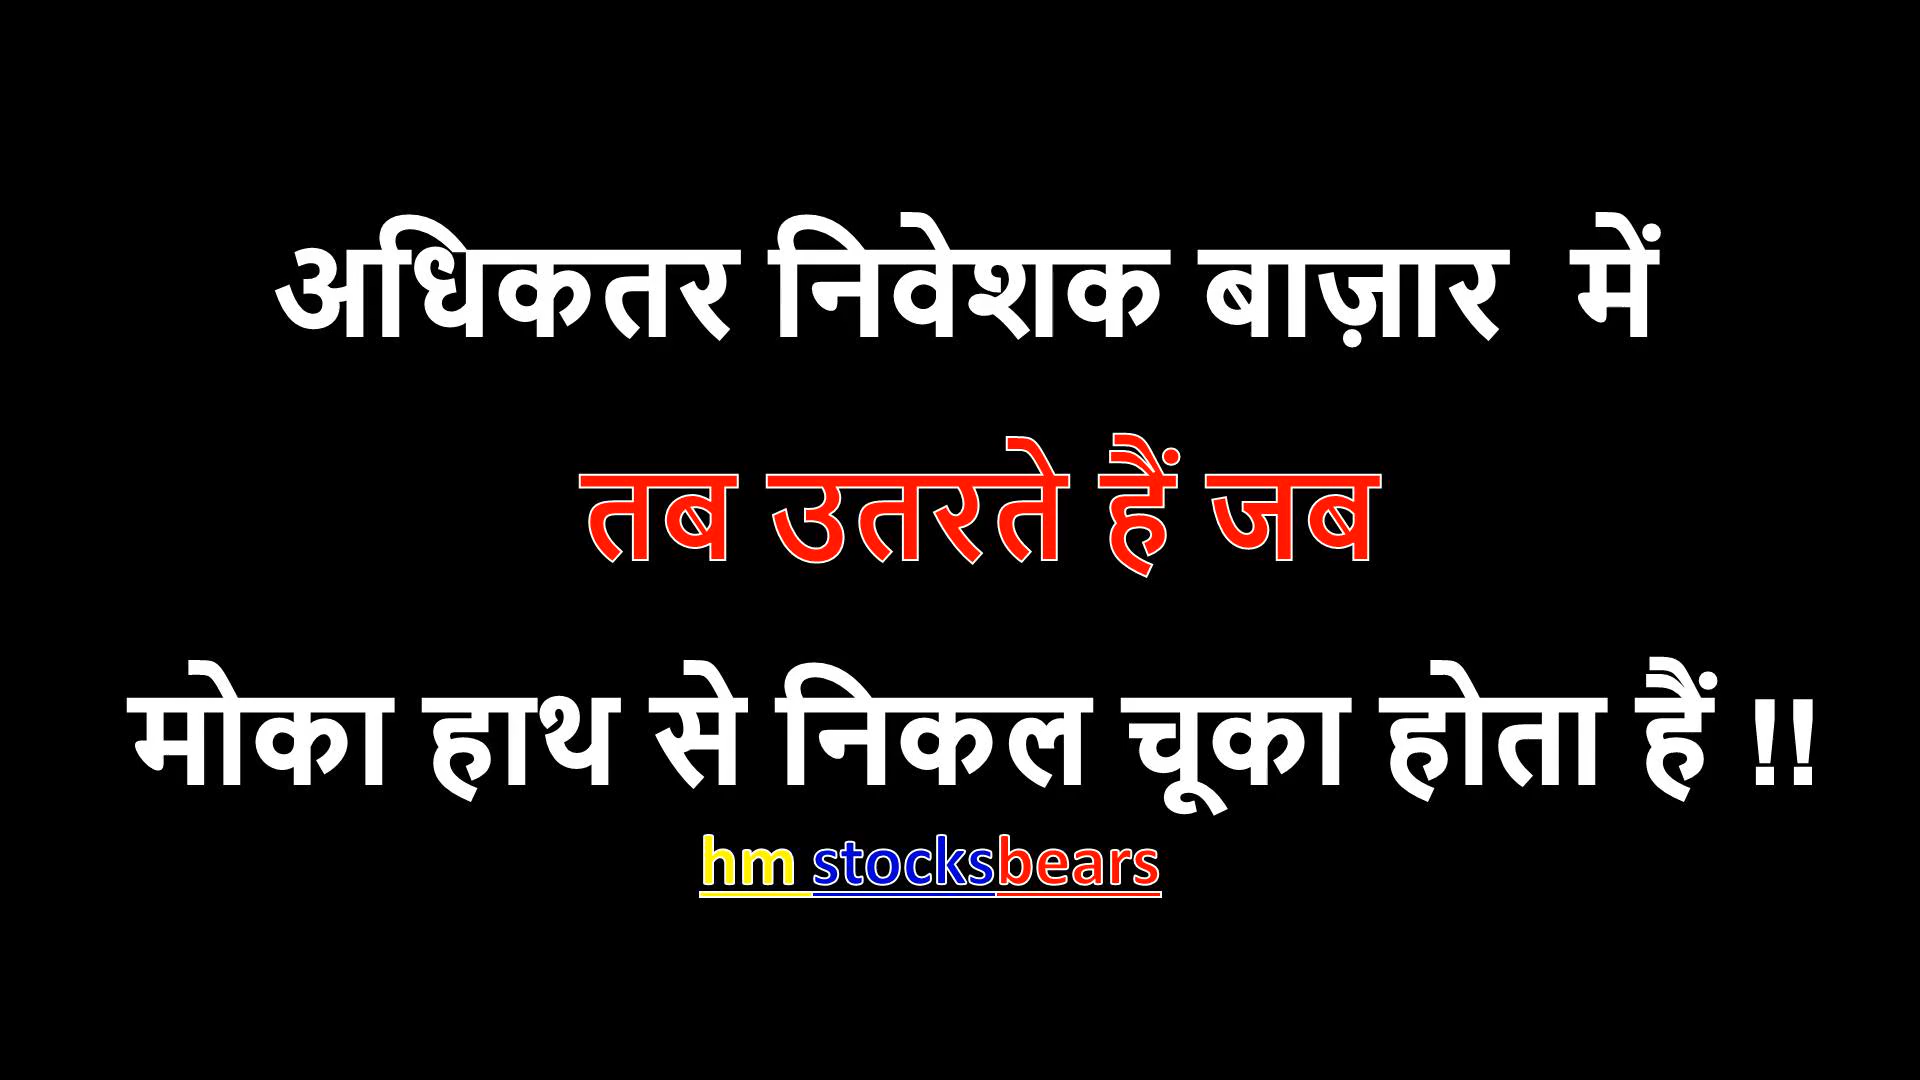 अधिकतर निवेशक बाज़ार में
तब उतरते हैं जब
मोका हाथ से निकल चूका होता हैं !!
hm stocksbears